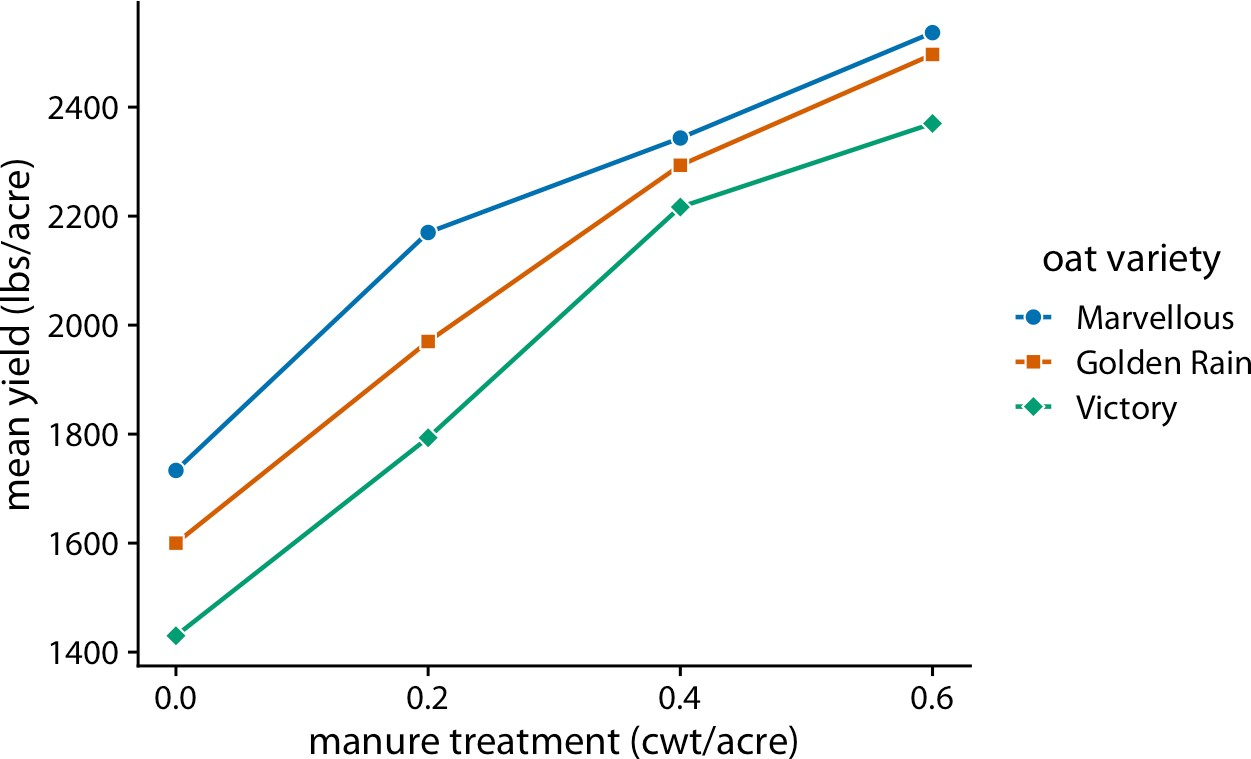 mean yield (lbs/acre)
2400
2200
2000
1800
1600
1400
0.0 0.2 0.4 0.6
manure treatment (cwt/acre)
oat variety
Marvellous
Golden Rain
Victory